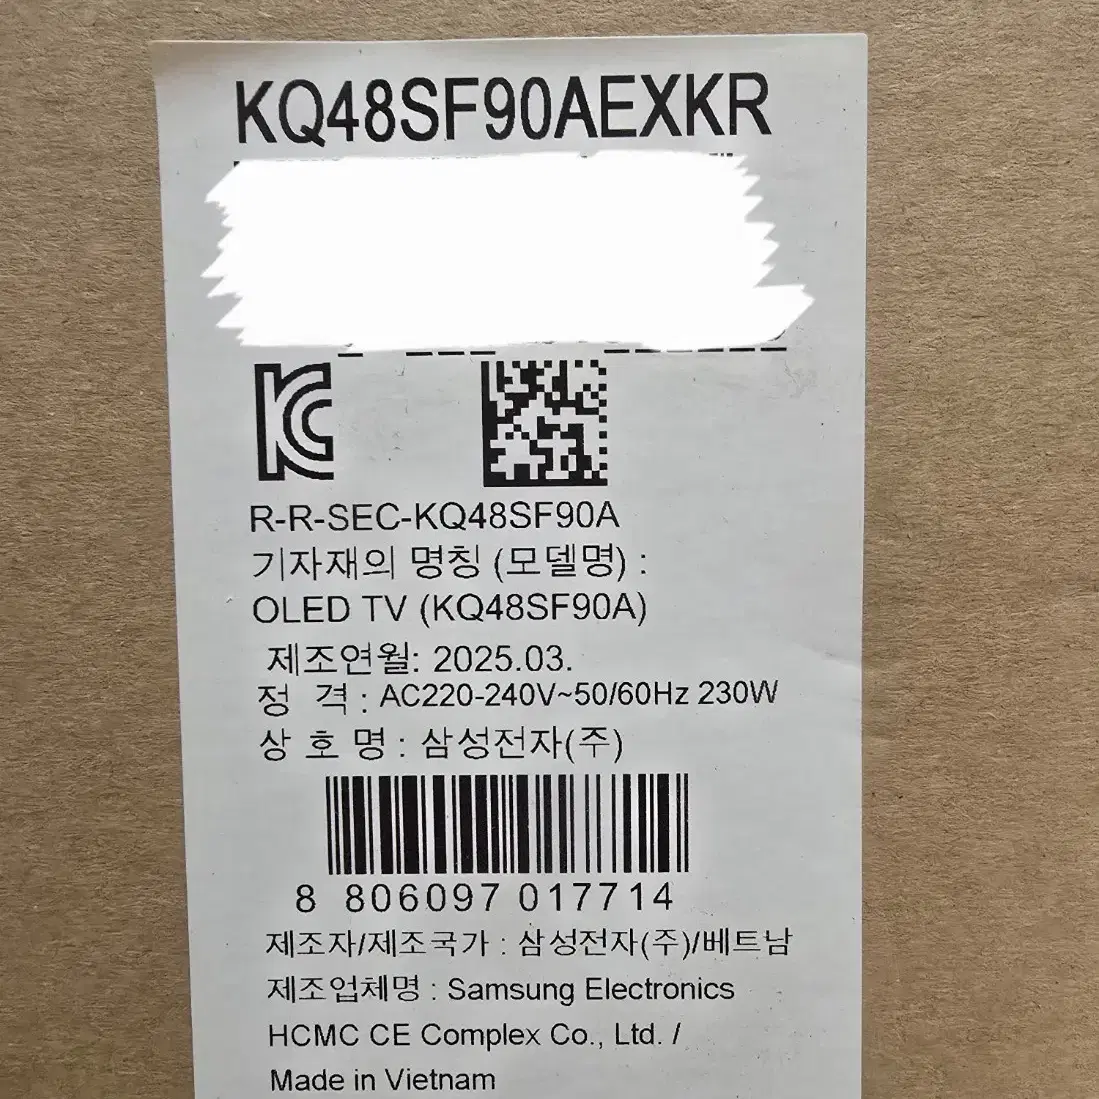 KQ48SF90AEXKR
R-R-SEC-KQ48SF90A
기자재의 명칭 (모델명) :
OLED TV (KQ48SF90A)
제조연월: 2025.03.
정 격 : AC220-240V~50/60Hz 230W
상 호 명 : 삼성전자(주)
8 806097 017714
제조자/제조국가 : 삼성전자(주)/베트남
제조업체명 : Samsung Electronics
HCMC CE Complex Co., Ltd. /
Made in Vietnam